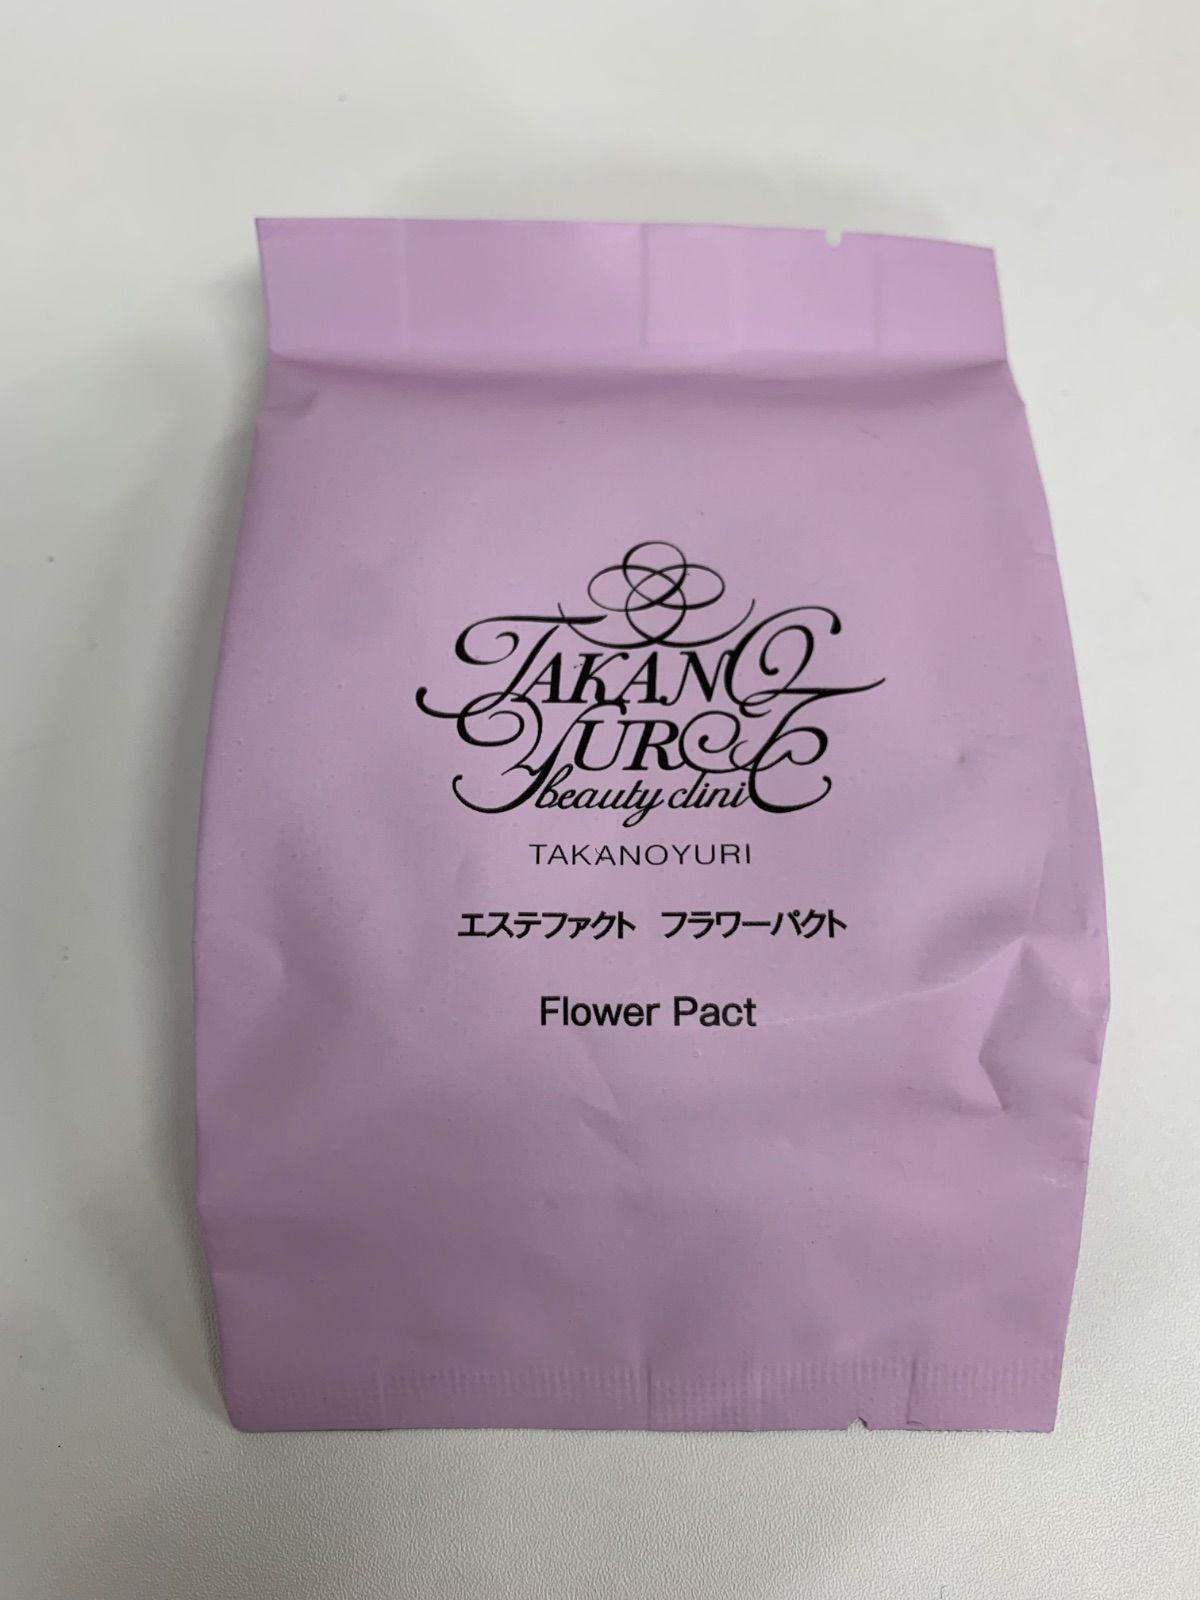 TAKANO
YURI
beauty clinic
TAKANOYURI
エステファクト フラワーパクト
Flower Pact